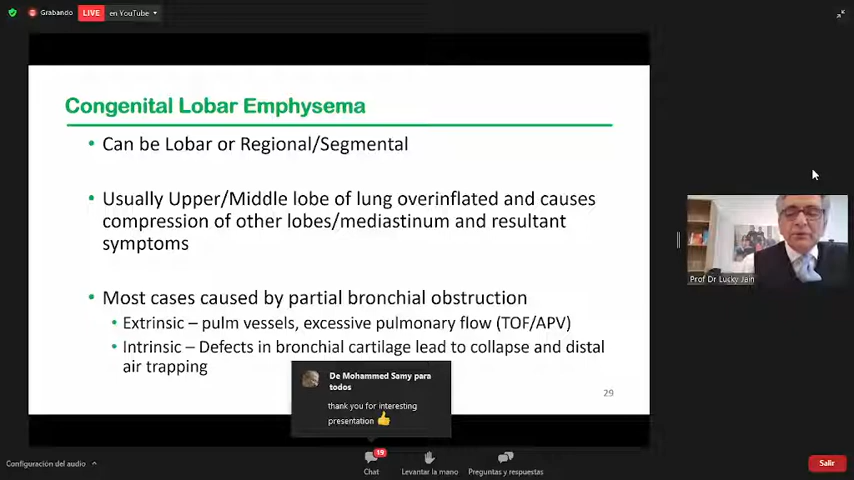 Grabando
LIVE
en YouTube
Congenital Lobar Emphysema
• Can be Lobar or Regional/Segmental
• Usually Upper/Middle lobe of lung overinflated and causes
compression of other lobes/mediastinum and resultant
symptoms
• Most cases caused by partial bronchial obstruction
• Extrinsic – pulm vessels, excessive pulmonary flow (TOF/APV)
• Intrinsic – Defects in bronchial cartilage lead to collapse and distal
air trapping
29
Prof Dr Lucky Jain
De Mohammed Samy para
todos
thank you for interesting
presentation 👍
Configuración del audio
19
Chat
Levantar la mano
Preguntas y respuestas
Salir